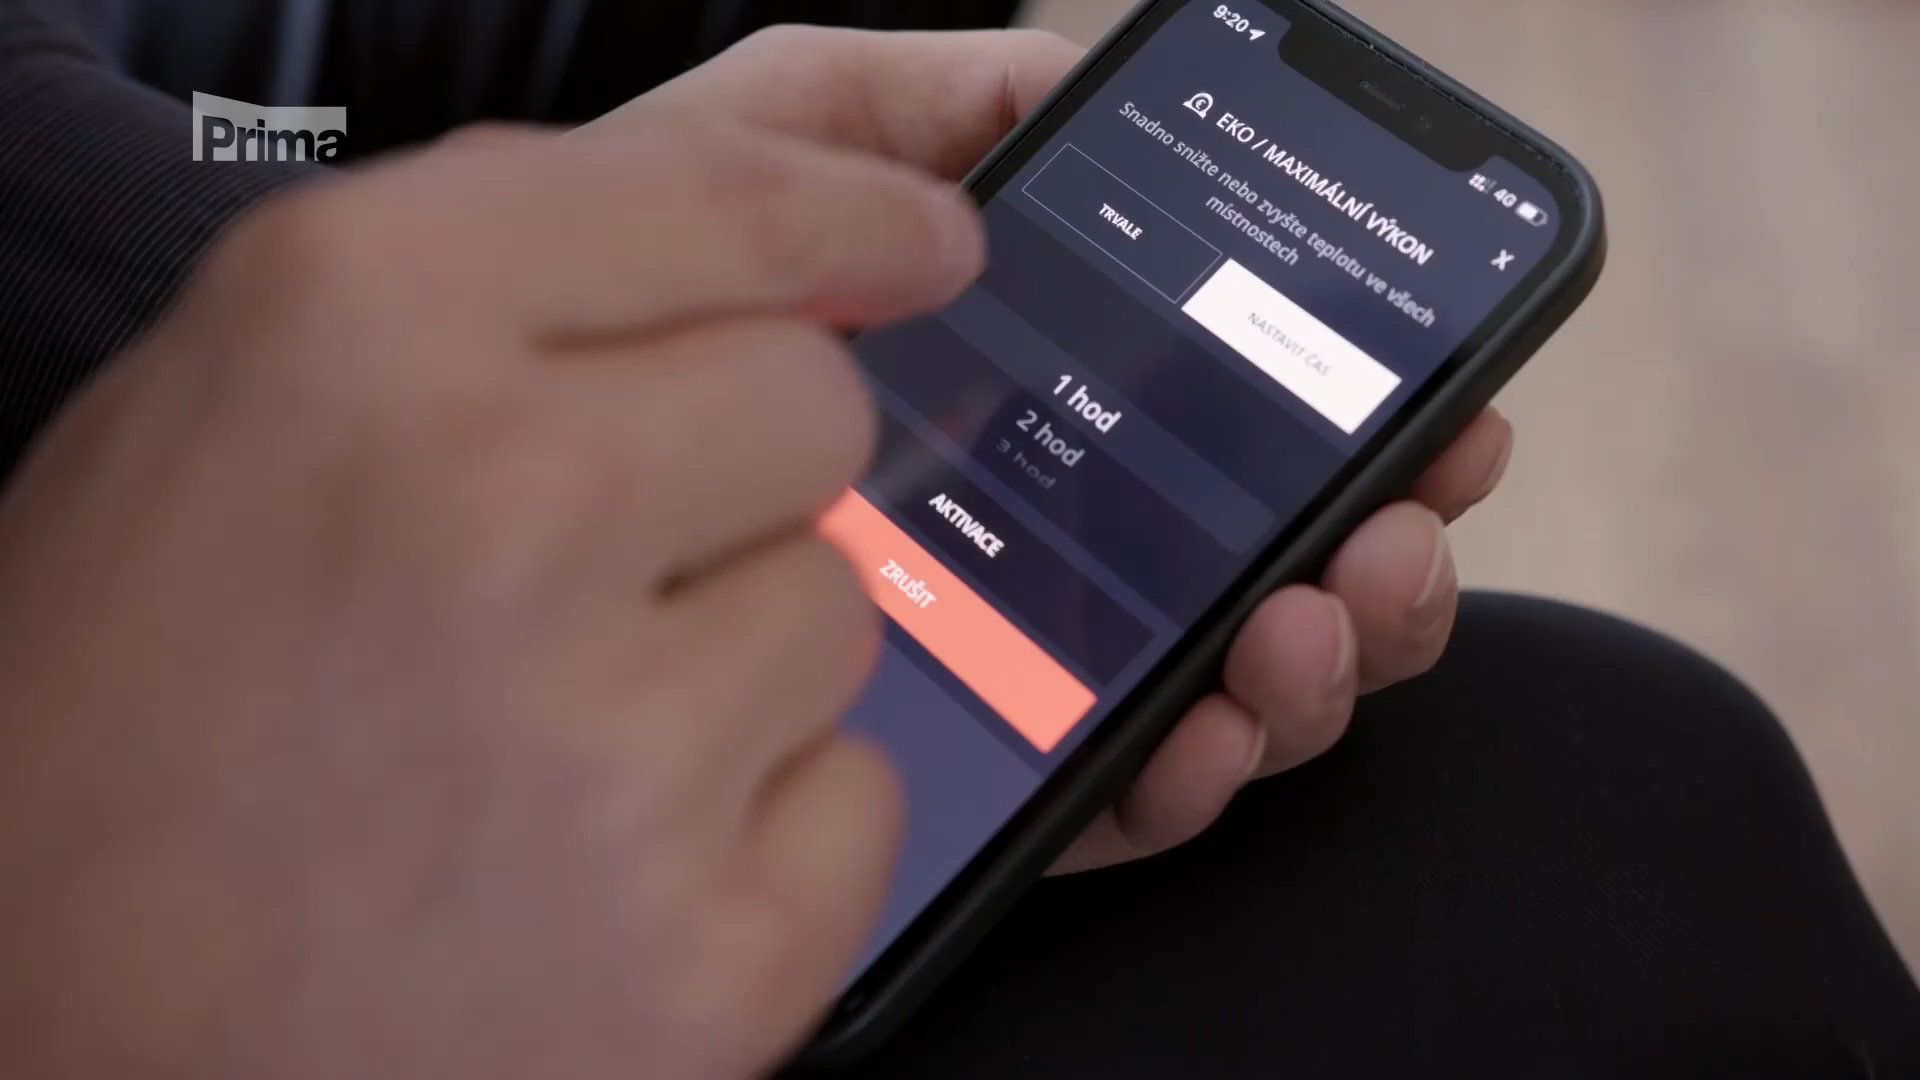 Prima
9:20
4G
EKO / MAXIMÁLNÍ VÝKON
X
Snadno snižte nebo zvyšte teplotu ve všech
místnostech
TRVALE
NASTAVIT ČAS
1 hod
2 hod
3 hod
AKTIVACE
ZRUŠIT